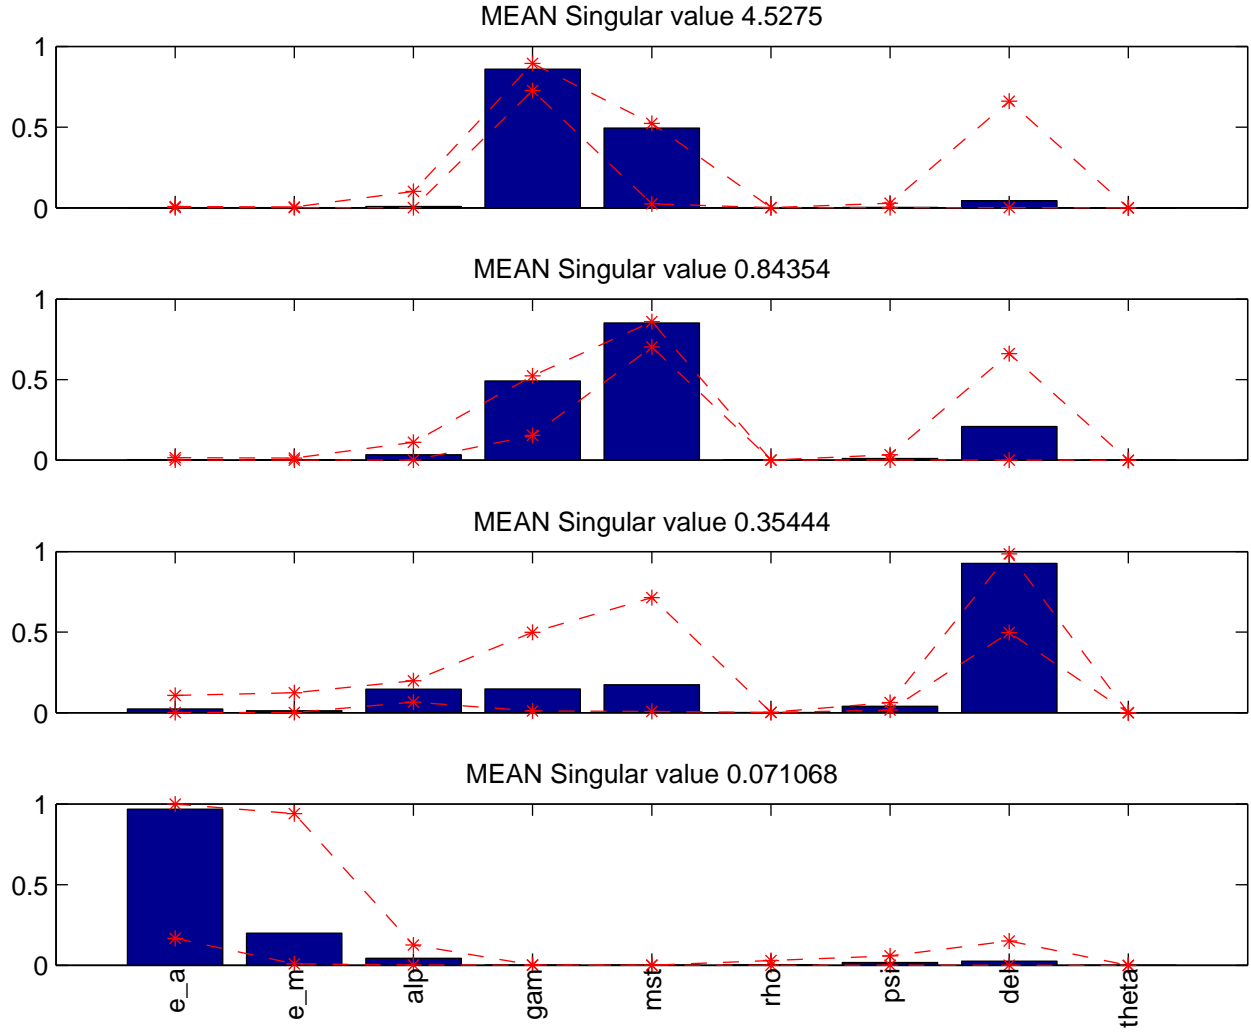 MEAN Singular value 4.5275
1
0.5
0
MEAN Singular value 0.84354
1
0.5
0
MEAN Singular value 0.35444
1
0.5
0
MEAN Singular value 0.071068
1
0.5
0
e_a
e_m
alp
gam
mst
rho
psi
del
theta